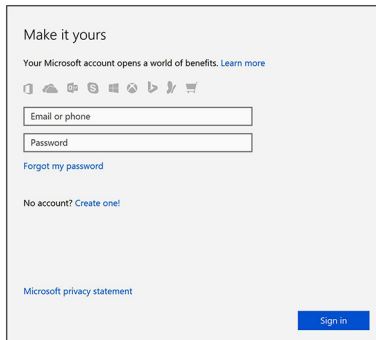 Make it yours
Your Microsoft account opens a world of benefits. Learn more
Email or phone
Password
Forgot my password
No account? Create one!
Microsoft privacy statement
Sign in